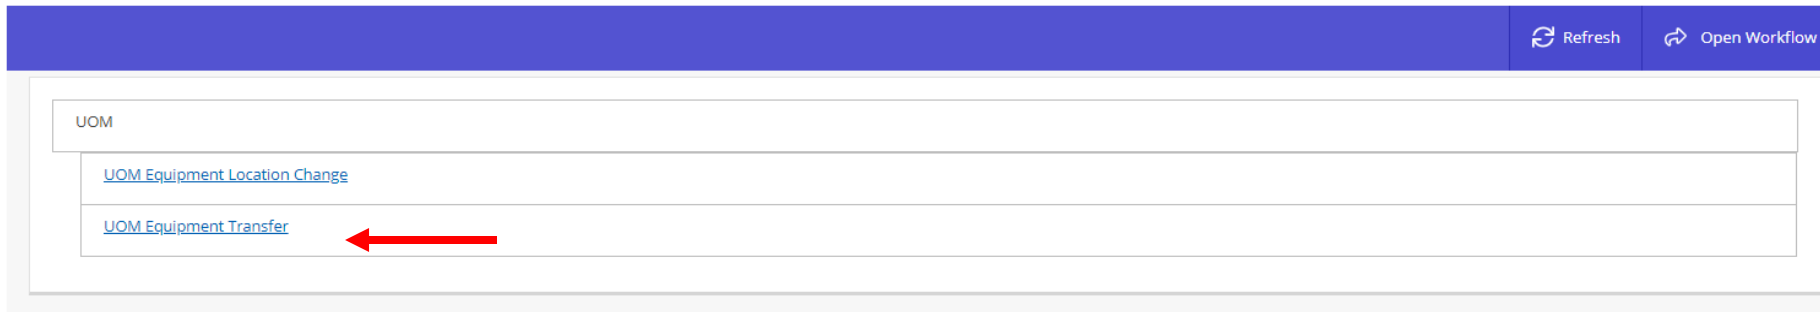 Refresh
Open Workflow
UOM
UOM Equipment Location Change
UOM Equipment Transfer